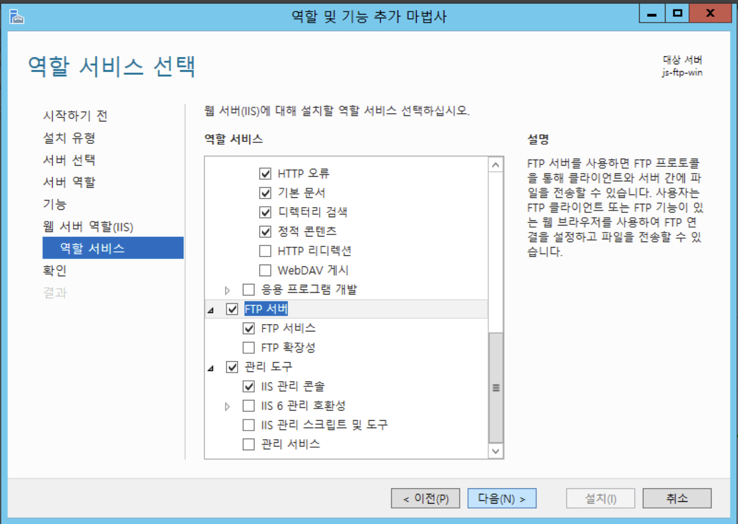 역할 및 기능 추가 마법사
역할 서비스 선택
대상 서버
js-ftp-win
시작하기 전
설치 유형
서버 선택
서버 역할
기능
웹 서버 역할(IIS)
역할 서비스
확인
결과
웹 서버(IIS)에 대해 설치할 역할 서비스 선택하십시오.
역할 서비스
HTTP 오류
기본 문서
디렉터리 검색
정적 콘텐츠
HTTP 리디렉션
WebDAV 게시
응용 프로그램 개발
FTP 서버
FTP 서비스
FTP 확장성
관리 도구
IIS 관리 콘솔
IIS 6 관리 호환성
IIS 관리 스크립트 및 도구
관리 서비스
설명
FTP 서버를 사용하면 FTP 프로토콜
을 통해 클라이언트와 서버 간에 파
일을 전송할 수 있습니다. 사용자는
FTP 클라이언트 또는 FTP 기능이 있
는 웹 브라우저를 사용하여 FTP 연
결을 설정하고 파일을 전송할 수 있
습니다.
< 이전(P)
다음(N) >
설치(I)
취소